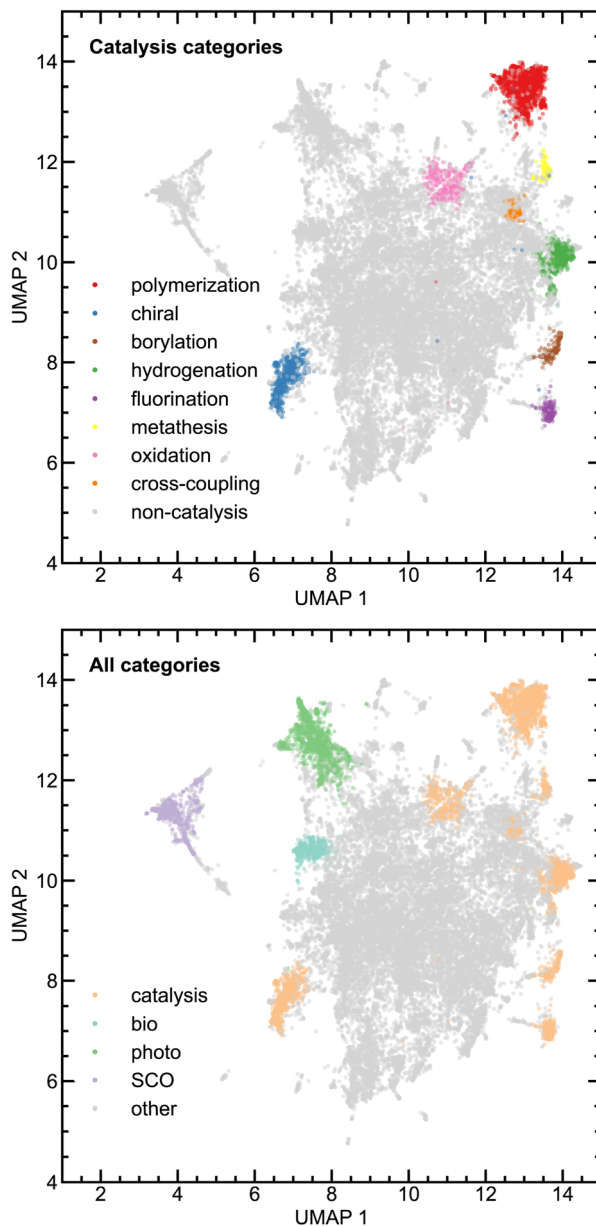 Catalysis categories
14
12
10
8
6
4
UMAP 2
polymerization
chiral
borylation
hydrogenation
fluorination
metathesis
oxidation
cross-coupling
non-catalysis
2 4 6 8 10 12 14
UMAP 1
All categories
14
12
10
8
6
4
UMAP 2
catalysis
bio
photo
SCO
other
2 4 6 8 10 12 14
UMAP 1